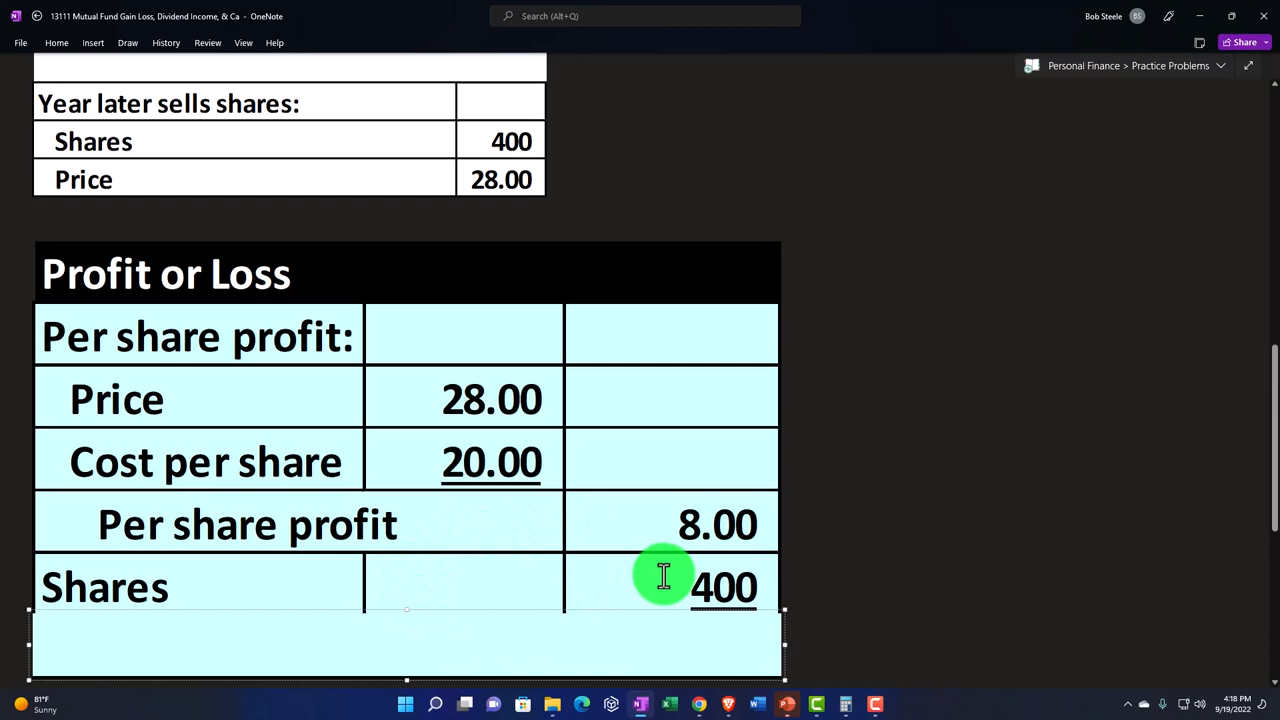 13111 Mutual Fund Gain Loss, Dividend Income, & Ca - OneNote
Search (Alt+Q)
Bob Steele BS
File Home Insert Draw History Review View Help
Share
Personal Finance > Practice Problems
Year later sells shares:
Shares 400
Price 28.00
Profit or Loss
Per share profit:
Price 28.00
Cost per share 20.00
Per share profit 8.00
Shares 400
81°F
Sunny
4:18 PM
9/19/2022